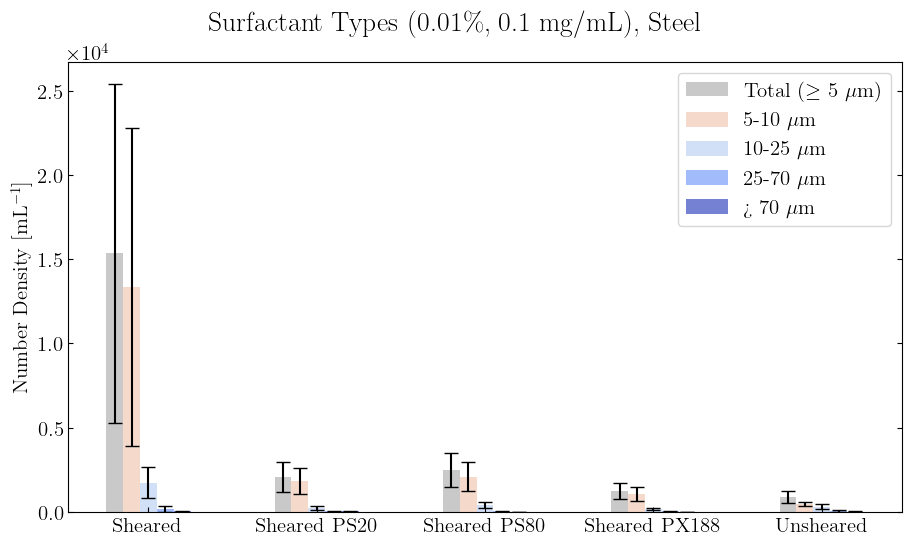 Surfactant Types (0.01%, 0.1 mg/mL), Steel
×10⁴
Number Density [mL⁻¹]
2.5
2.0
1.5
1.0
0.5
0.0
Total (≥ 5 μm)
5-10 μm
10-25 μm
25-70 μm
¿ 70 μm
Sheared
Sheared PS20
Sheared PS80
Sheared PX188
Unsheared